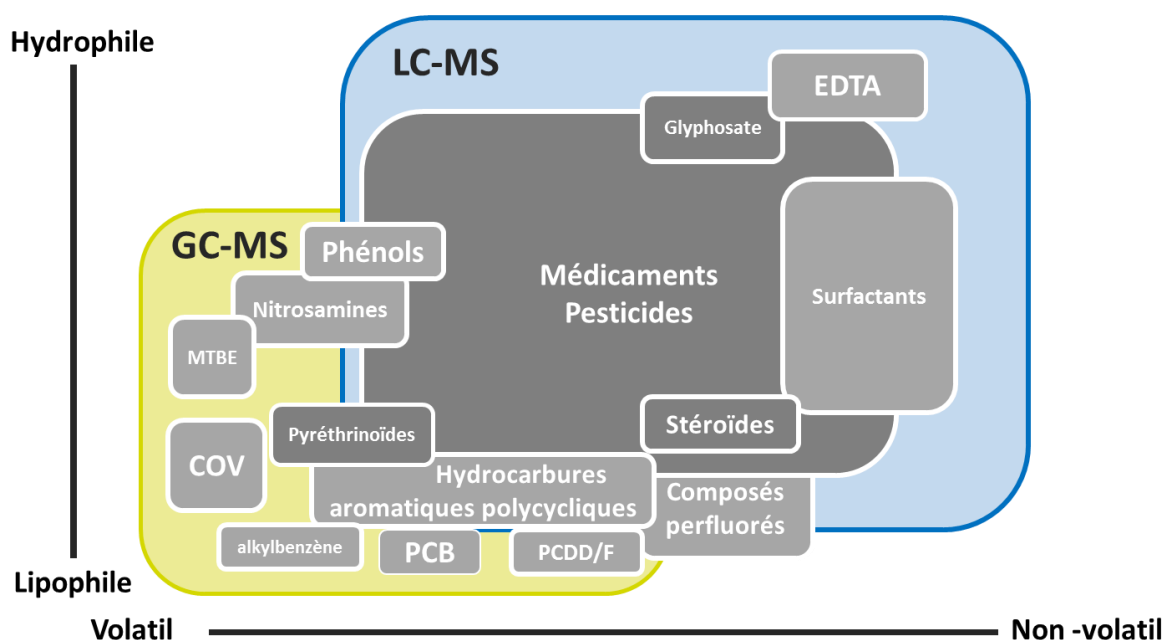 Hydrophile
LC-MS
EDTA
Glyphosate
GC-MS
Phénols
Médicaments
Pesticides
Nitrosamines
Surfactants
MTBE
Pyréthrinoïdes
Stéroïdes
COV
Hydrocarbures
aromatiques polycycliques
Composés
perfluorés
alkylbenzène
PCB
PCDD/F
Lipophile
Volatil
Non -volatil